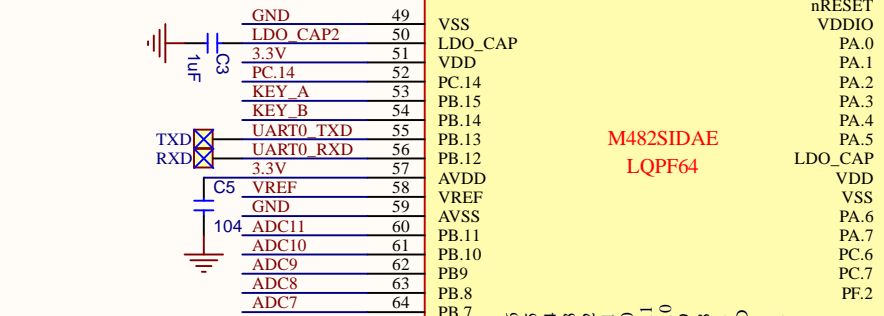 nRESET
GND 49 VSS VDDIO
LDO_CAP2 50 LDO_CAP PA.0
C3
1uF
3.3V 51 VDD PA.1
PC.14 52 PC.14 PA.2
KEY_A 53 PB.15 PA.3
KEY_B 54 PB.14 PA.4
TXD UART0_TXD 55 PB.13 M482SIDAE PA.5
RXD UART0_RXD 56 PB.12 LQPF64 LDO_CAP
3.3V 57 AVDD VDD
C5 VREF 58 VREF VSS
GND 59 AVSS PA.6
104 ADC11 60 PB.11 PA.7
ADC10 61 PB.10 PC.6
ADC9 62 PB9 PC.7
ADC8 63 PB.8 PF.2
ADC7 64 PB.7